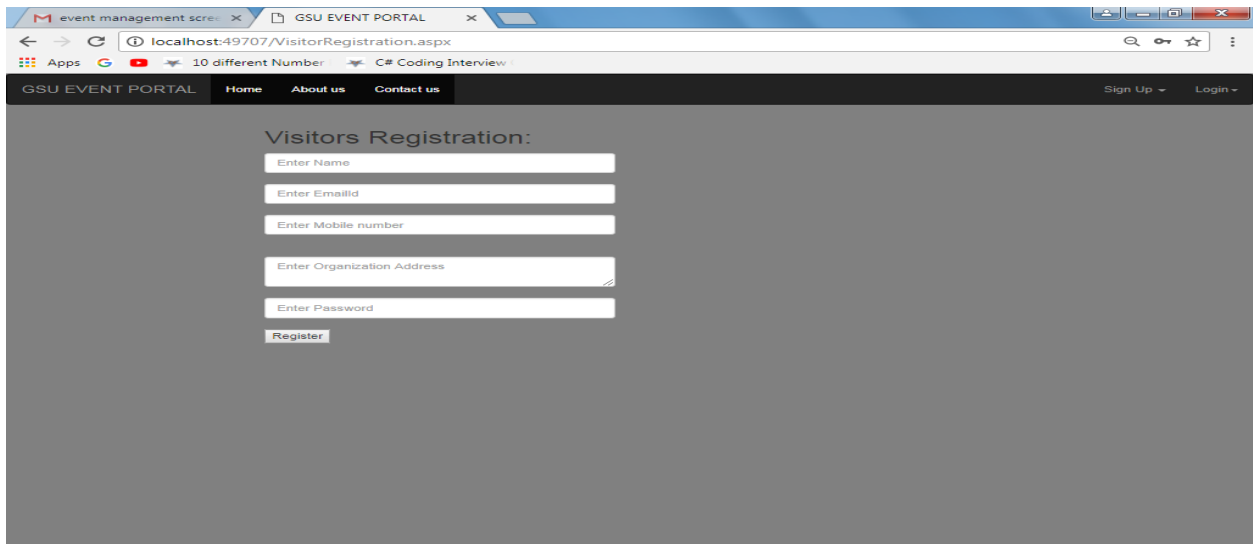 event management scree
GSU EVENT PORTAL
localhost:49707/VisitorRegistration.aspx
Apps
10 different Number
C# Coding Interview
GSU EVENT PORTAL Home About us Contact us Sign Up Login
Visitors Registration:
Enter Name
Enter EmailId
Enter Mobile number
Enter Organization Address
Enter Password
Register